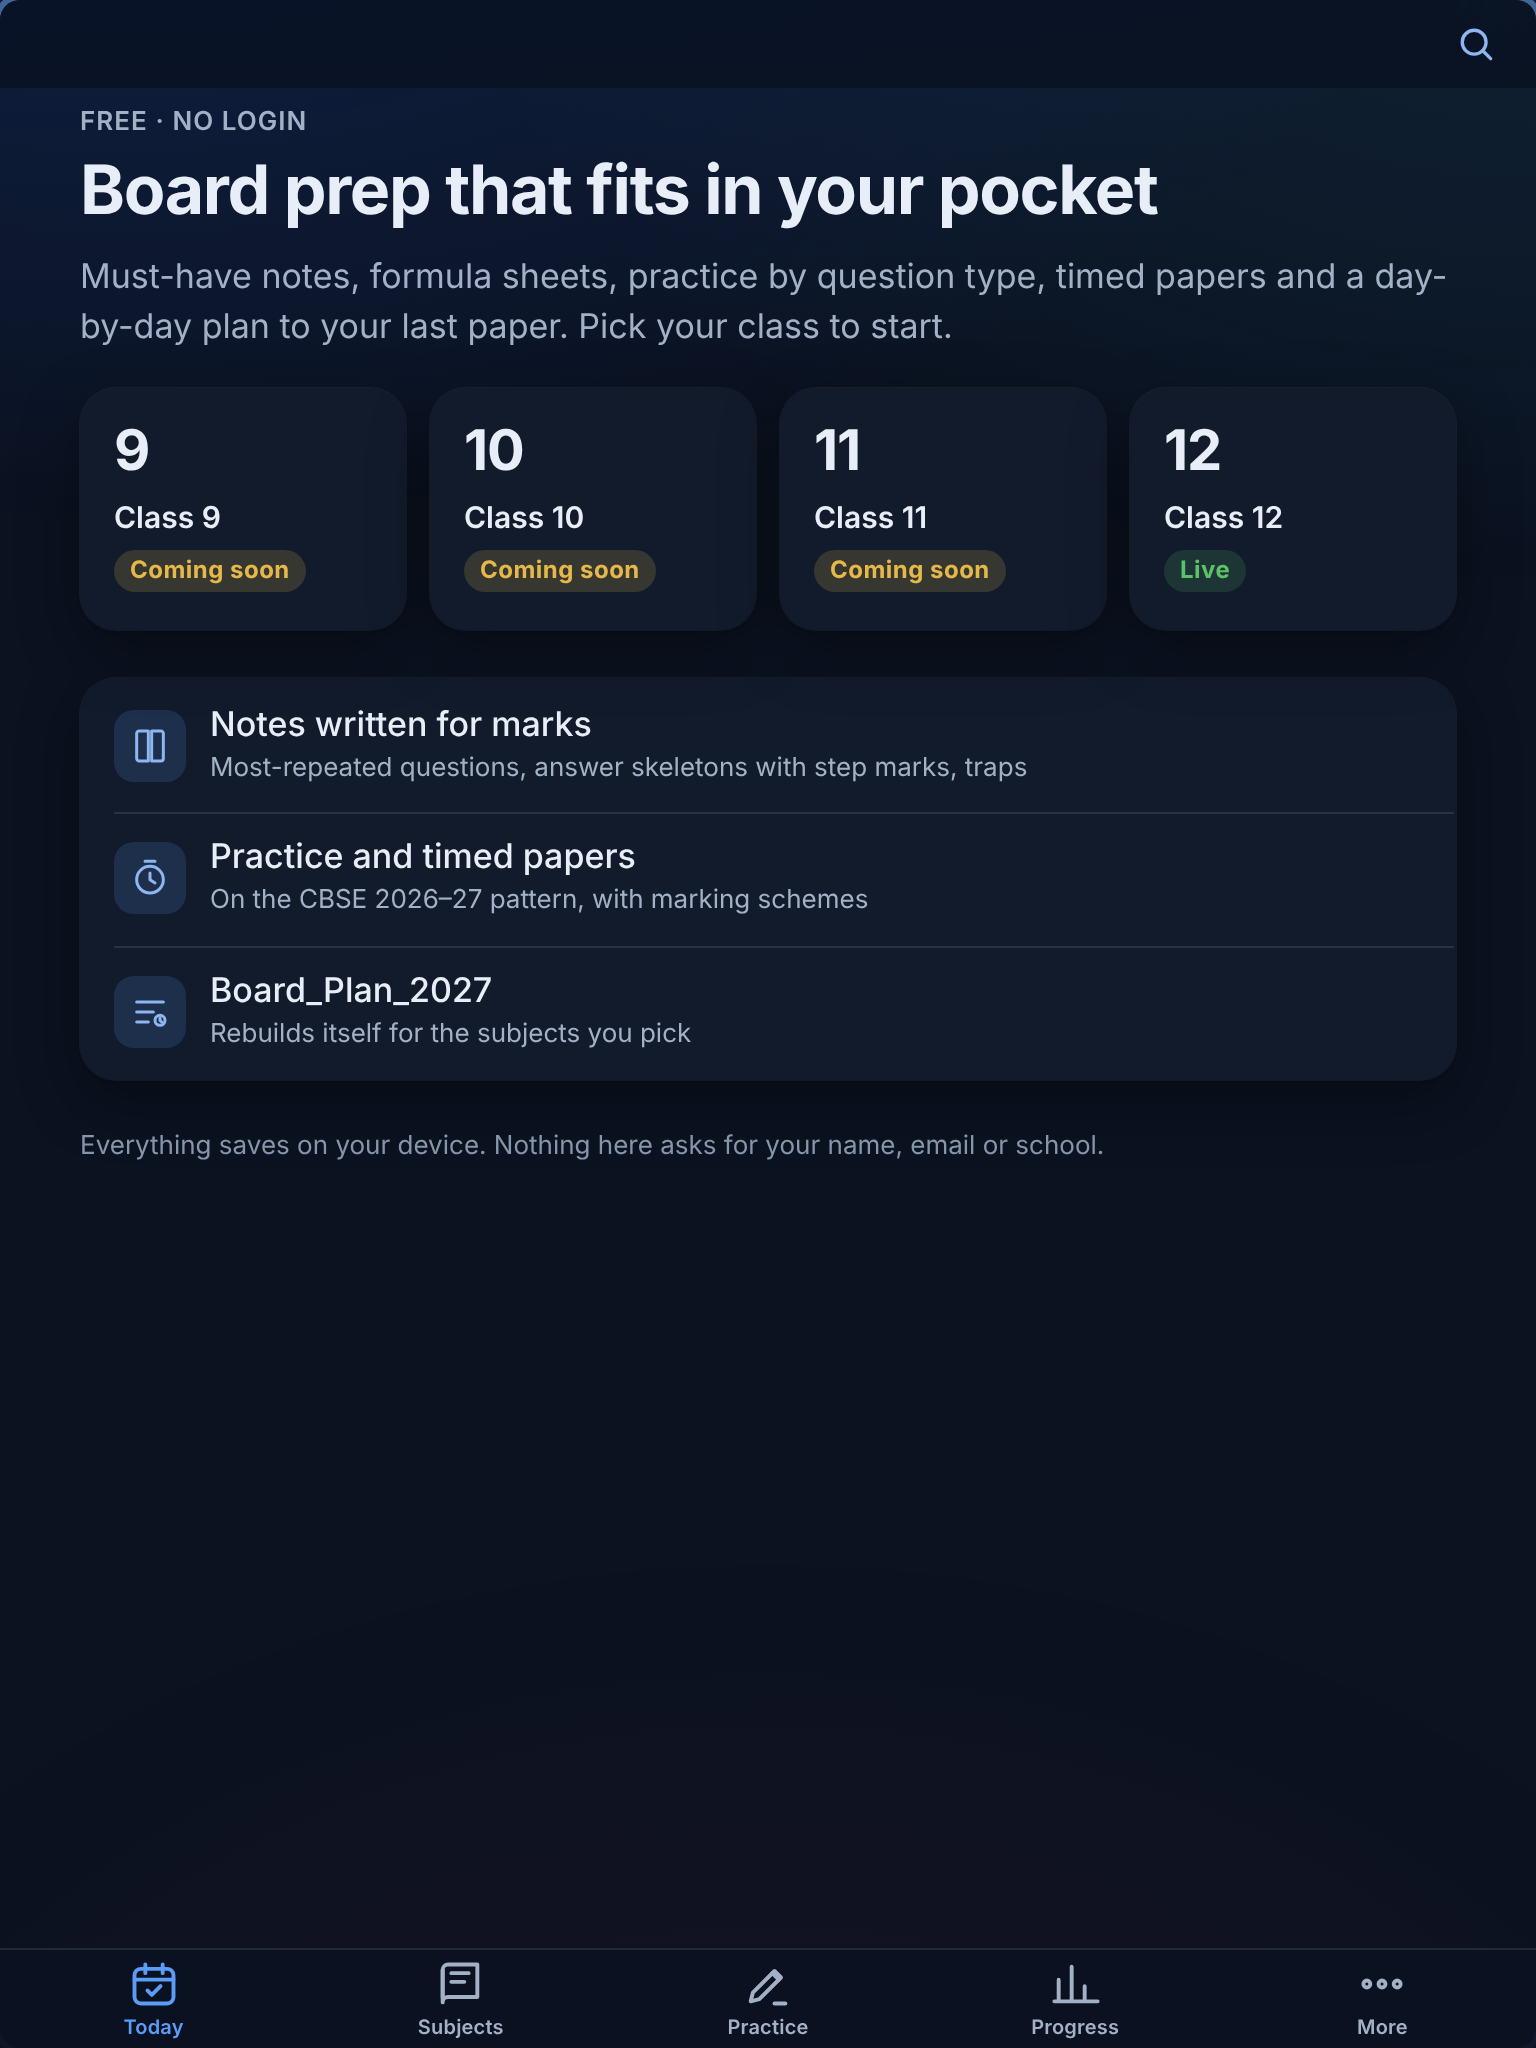 FREE · NO LOGIN
Board prep that fits in your pocket
Must-have notes, formula sheets, practice by question type, timed papers and a day-
by-day plan to your last paper. Pick your class to start.
9
Class 9
Coming soon
10
Class 10
Coming soon
11
Class 11
Coming soon
12
Class 12
Live
Notes written for marks
Most-repeated questions, answer skeletons with step marks, traps
Practice and timed papers
On the CBSE 2026–27 pattern, with marking schemes
Board_Plan_2027
Rebuilds itself for the subjects you pick
Everything saves on your device. Nothing here asks for your name, email or school.
Today
Subjects
Practice
Progress
More